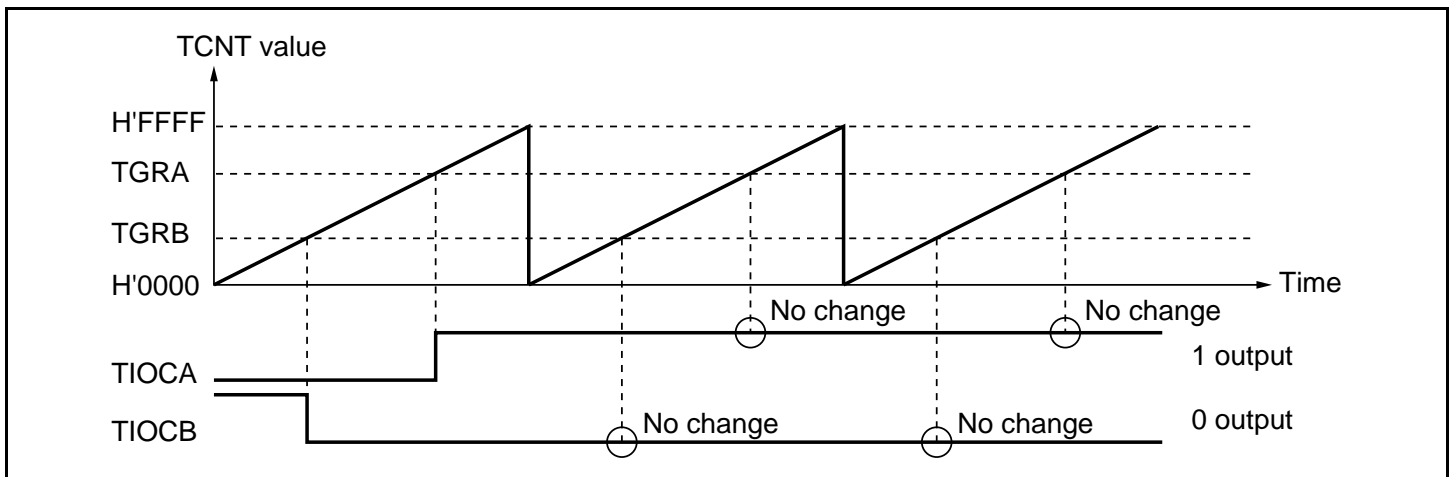 TCNT value
H'FFFF
TGRA
TGRB
H'0000
Time
No change No change
TIOCA
1 output
No change No change
TIOCB
0 output